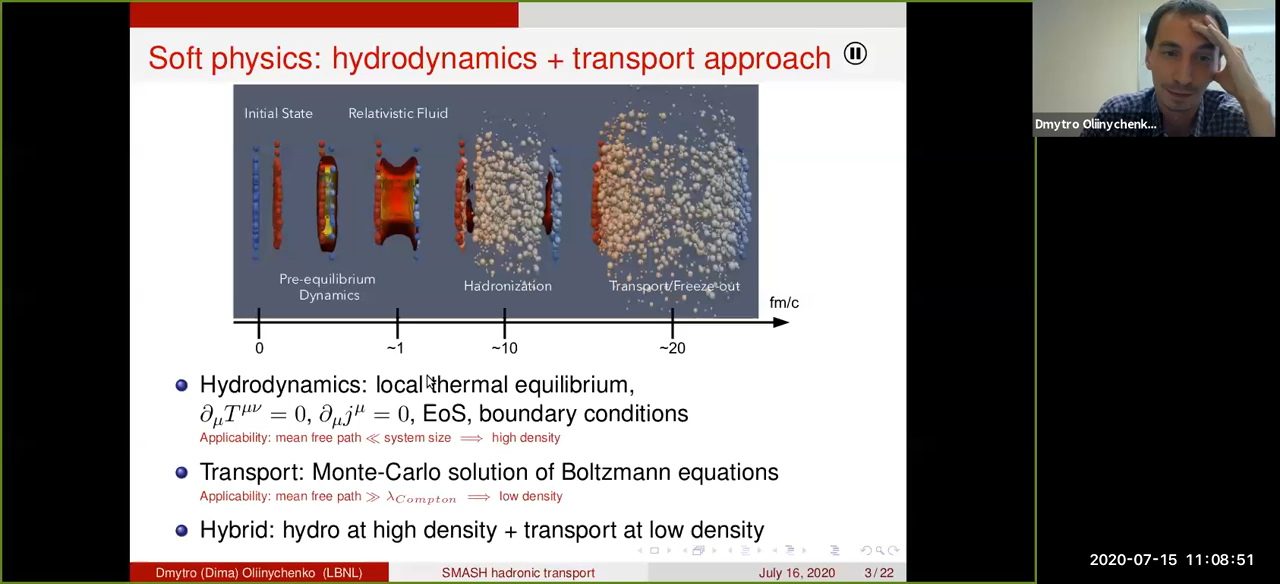 Soft physics: hydrodynamics + transport approach
Dmytro Oliinychenk...
Initial State
Relativistic Fluid
Pre-equilibrium
Dynamics
Hadronization
Transport/Freeze-out
fm/c
0
~1
~10
~20
Hydrodynamics: local thermal equilibrium,
∂μT^μν = 0, ∂μj^μ = 0, EoS, boundary conditions
Applicability: mean free path ≪ system size ⟹ high density
Transport: Monte-Carlo solution of Boltzmann equations
Applicability: mean free path ≫ λ_Compton ⟹ low density
Hybrid: hydro at high density + transport at low density
Dmytro (Dima) Oliinychenko (LBNL)
SMASH hadronic transport
July 16, 2020
3 / 22
2020-07-15 11:08:51